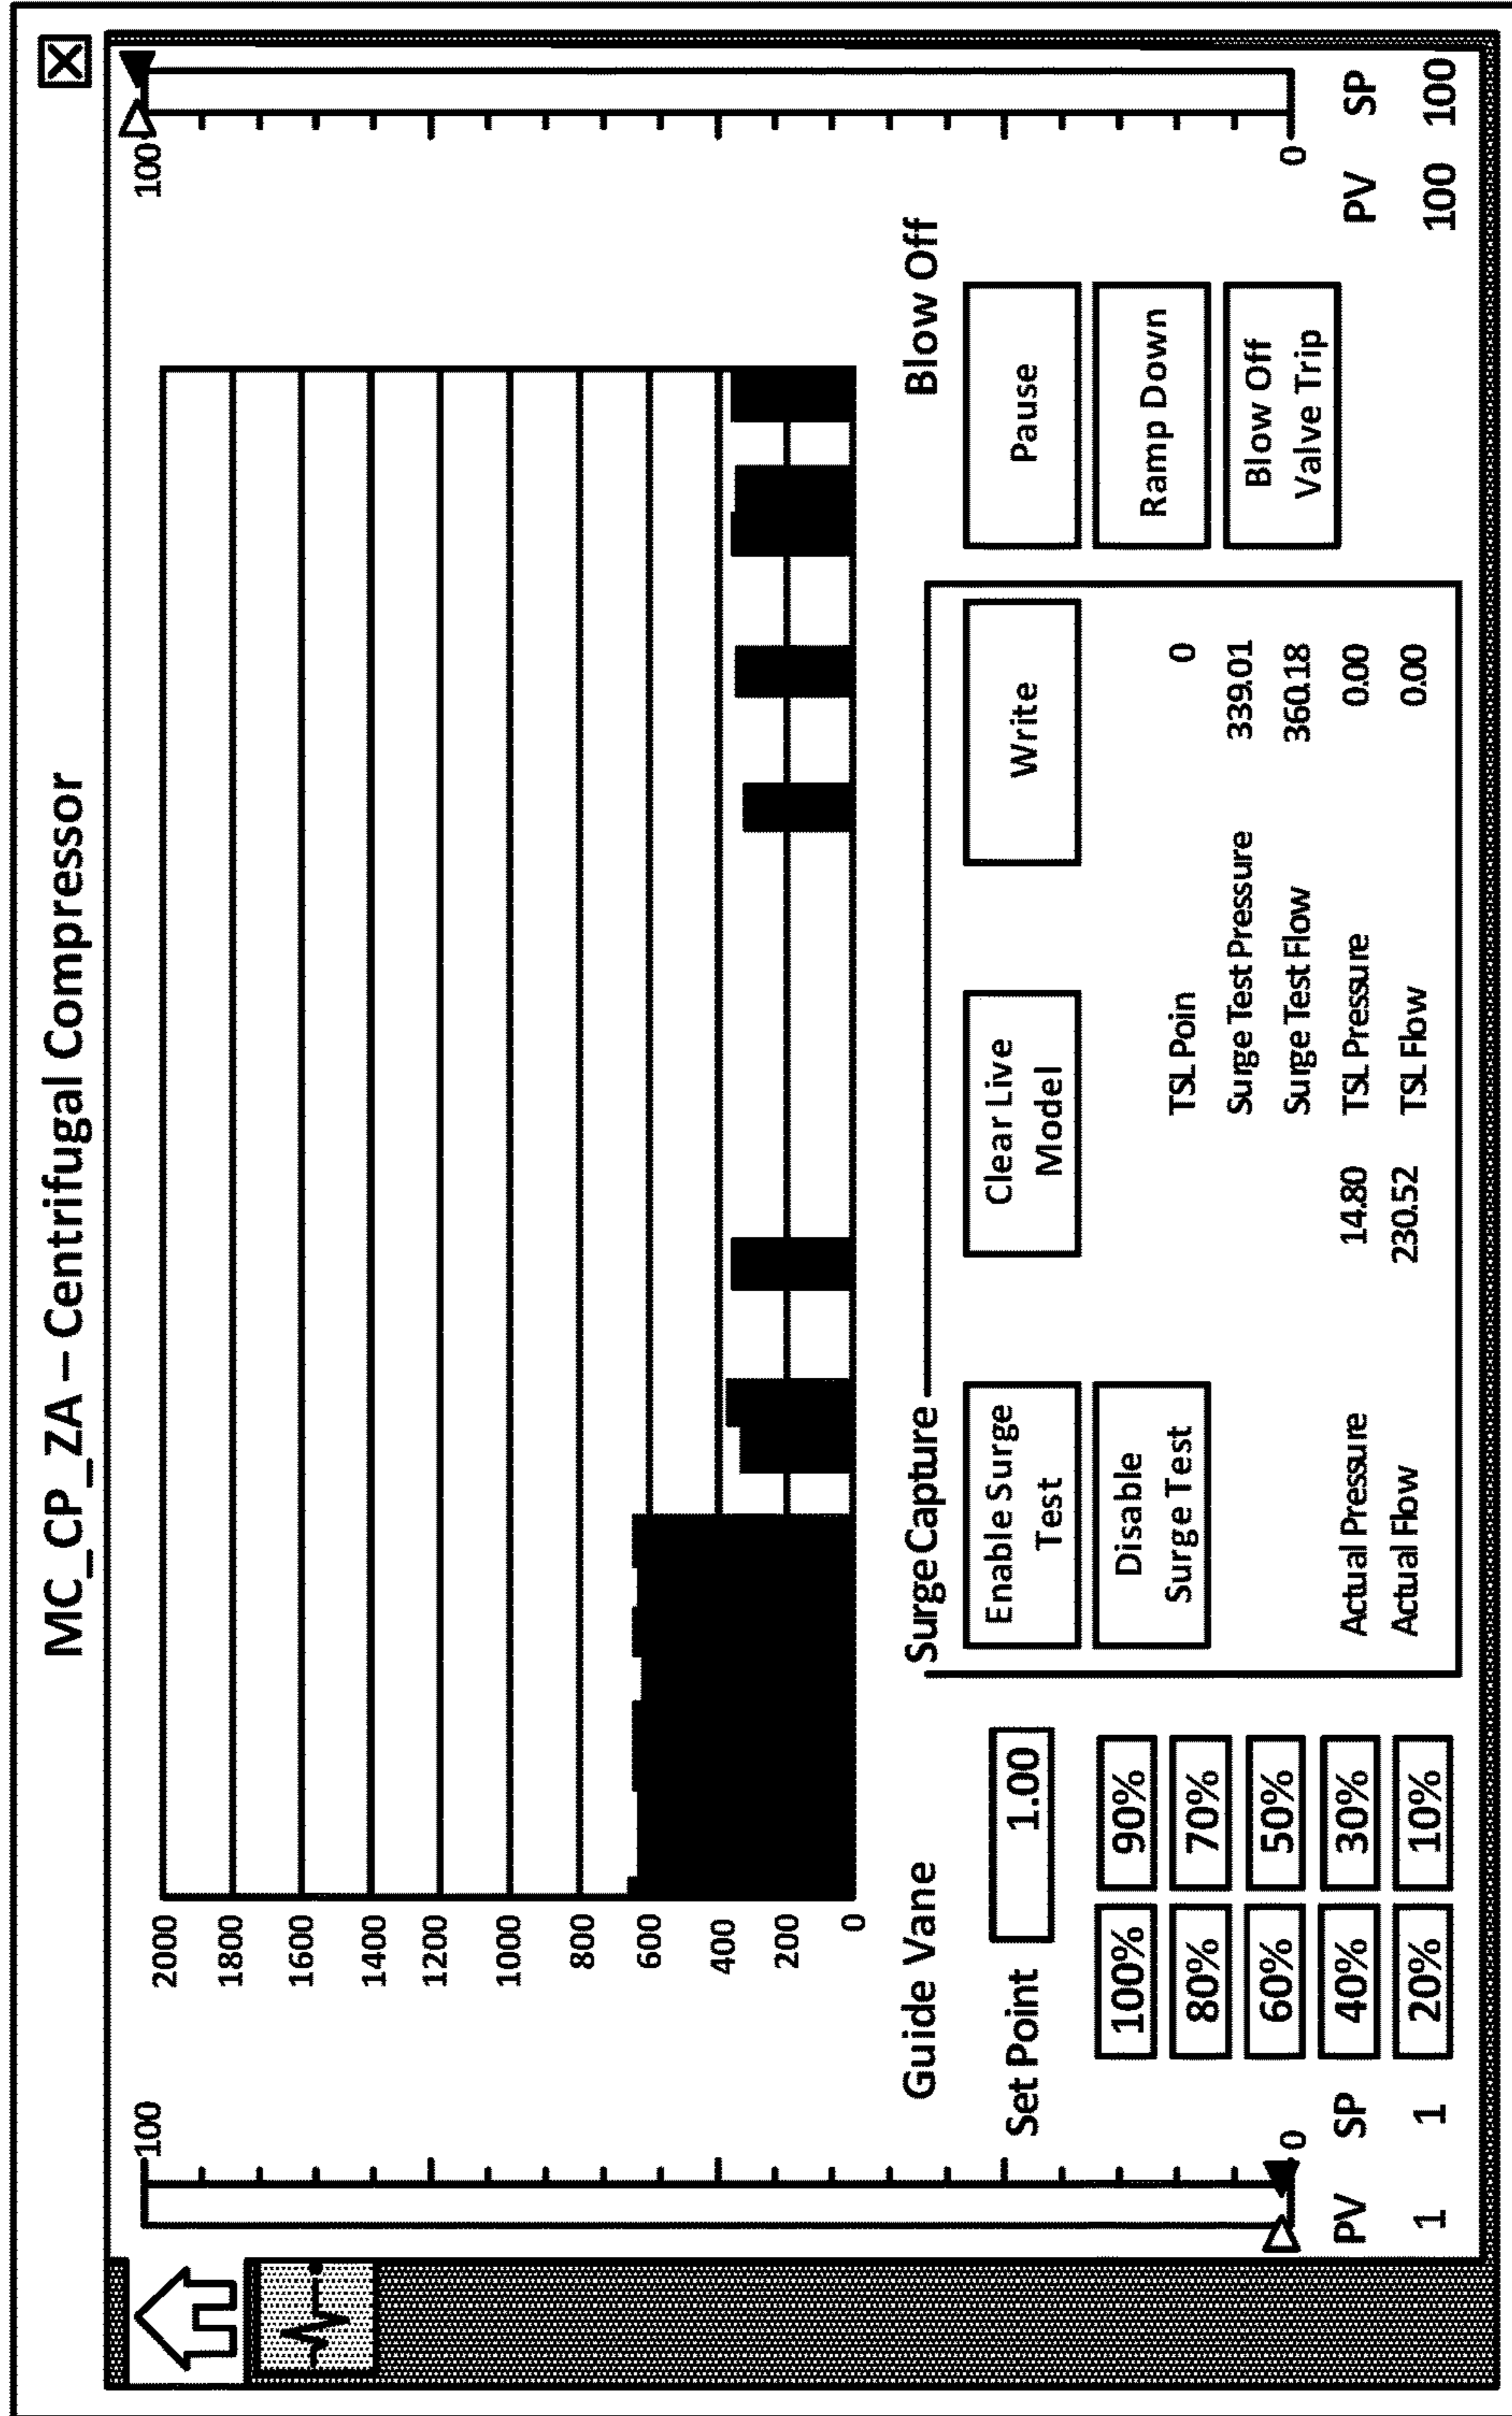 MC_CP_ZA – Centrifugal Compressor
100
2000
1800
1600
1400
1200
1000
800
600
400
200
0
100
0
0
PV SP
1 1
PV SP
100 100
Guide Vane
Set Point 1.00
100% 90%
80% 70%
60% 50%
40% 30%
20% 10%
Surge Capture
Enable Surge
Test
Disable
Surge Test
Clear Live
Model
Write
TSL Poin 0
Surge Test Pressure 339.01
Surge Test Flow 360.18
Actual Pressure 14.80 TSL Pressure 0.00
Actual Flow 230.52 TSL Flow 0.00
Blow Off
Pause
Ramp Down
Blow Off
Valve Trip